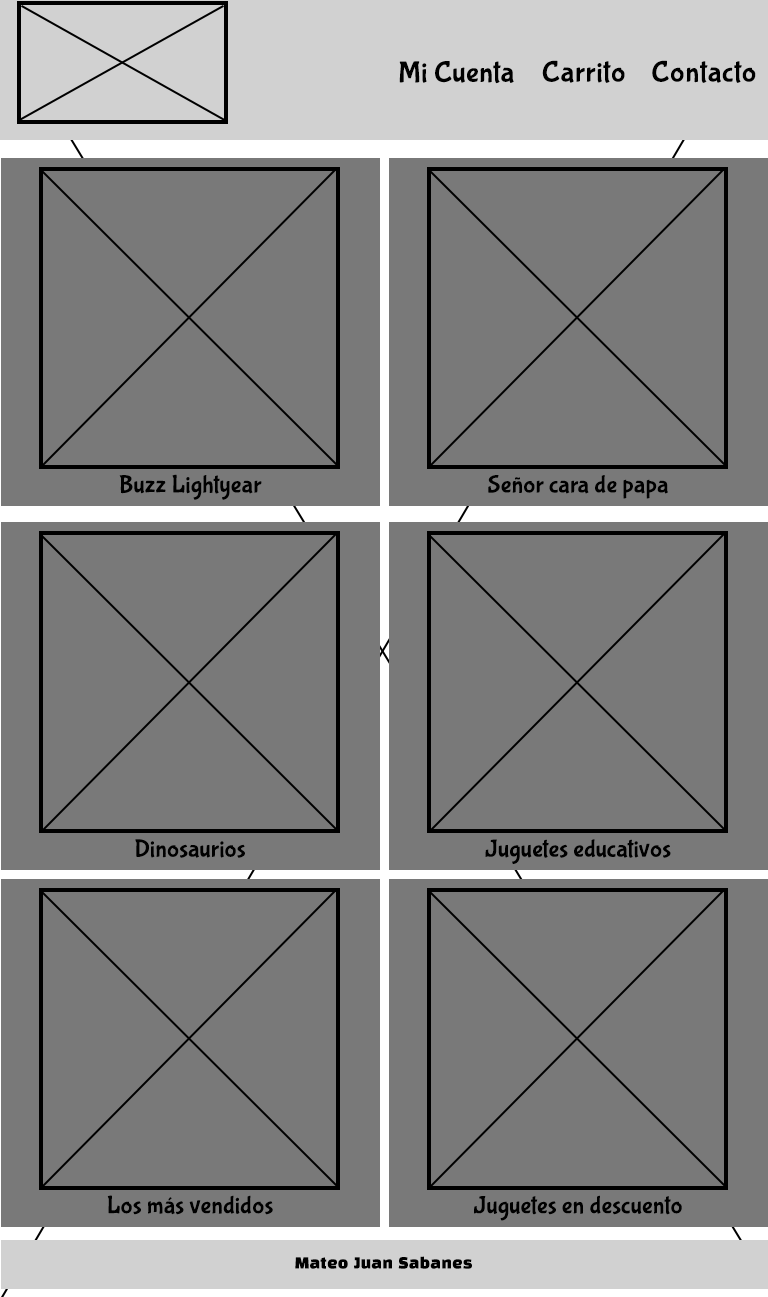 Mi Cuenta Carrito Contacto
Buzz Lightyear
Señor cara de papa
Dinosaurios
Juguetes educativos
Los más vendidos
Juguetes en descuento
Mateo Juan Sabanes